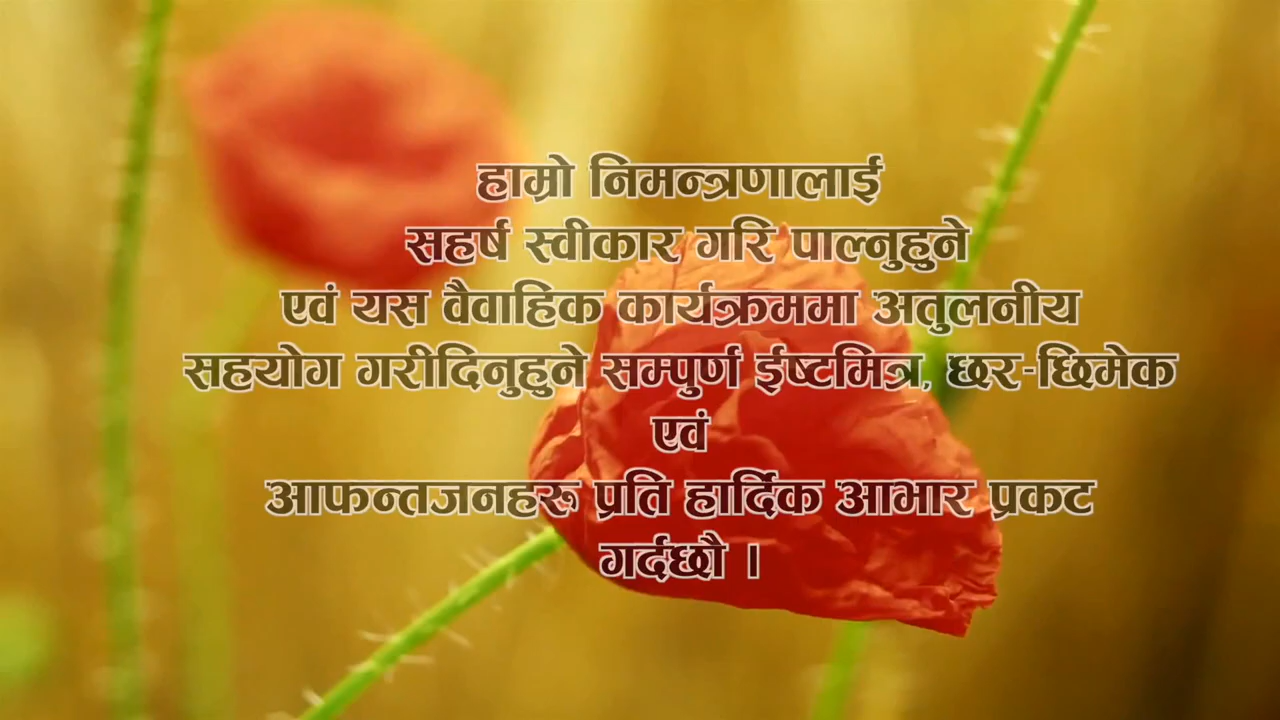 हाम्रो निमन्त्रणालाई
सहर्ष स्वीकार गरि पाल्नुहुने
एवं यस वैवाहिक कार्यक्रममा अतुलनीय
सहयोग गरीदिनुहुने सम्पुर्ण ईष्टमित्र, छर-छिमेक
एवं
आफन्तजनहरू प्रति हार्दिक आभार प्रकट
गर्दछौ ।